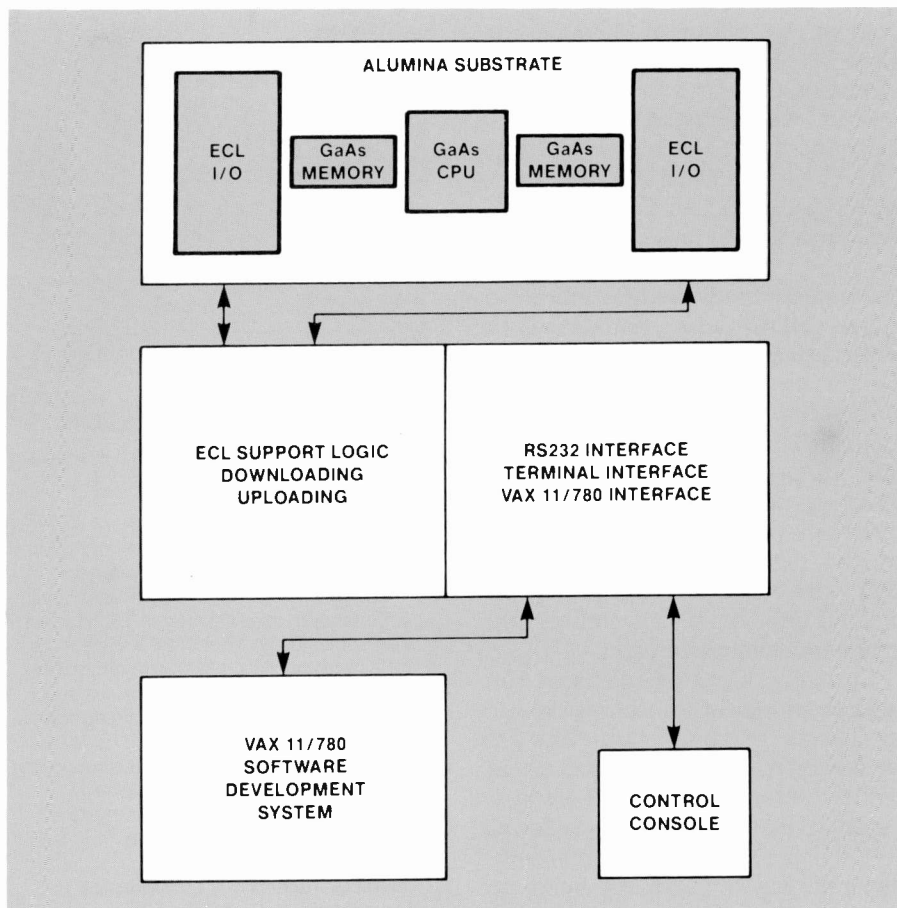 ALUMINA SUBSTRATE
ECL
I/O
GaAs
MEMORY
GaAs
CPU
GaAs
MEMORY
ECL
I/O
ECL SUPPORT LOGIC
DOWNLOADING
UPLOADING
RS232 INTERFACE
TERMINAL INTERFACE
VAX 11/780 INTERFACE
VAX 11/780
SOFTWARE
DEVELOPMENT
SYSTEM
CONTROL
CONSOLE